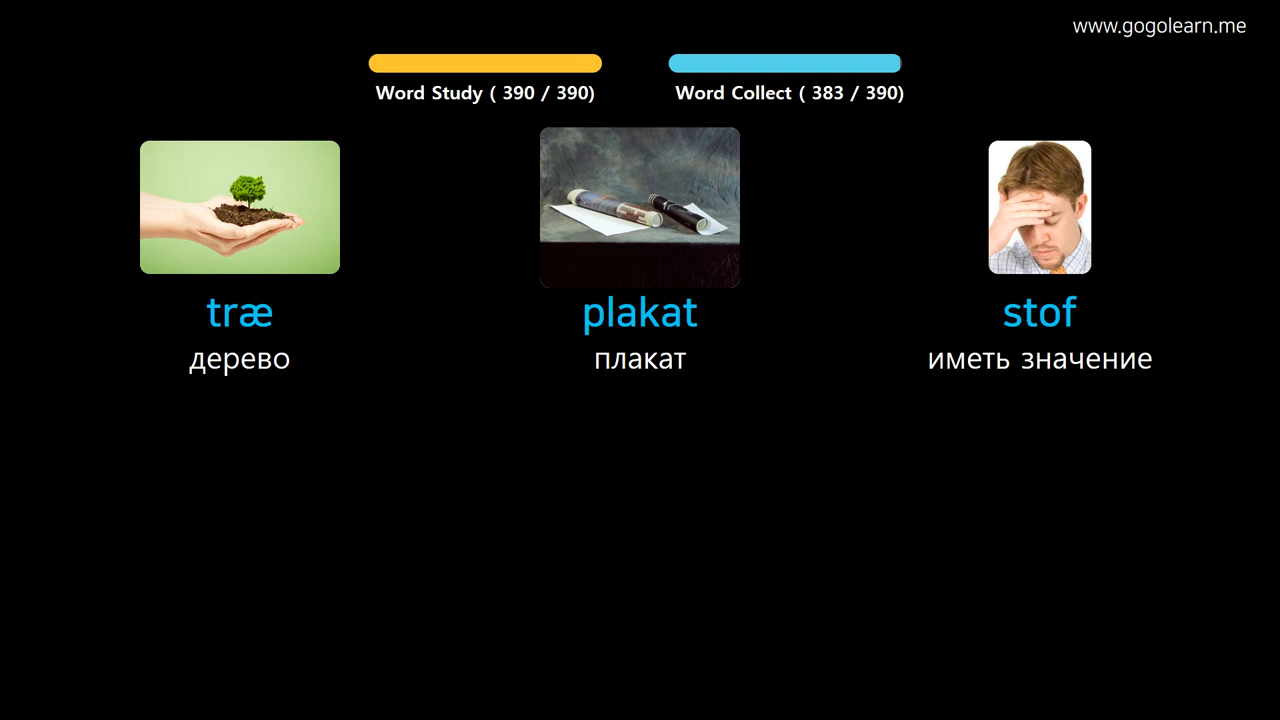 www.gogolearn.me
Word Study ( 390 / 390)
Word Collect ( 383 / 390)
træ
plakat
stof
дерево
плакат
иметь значение